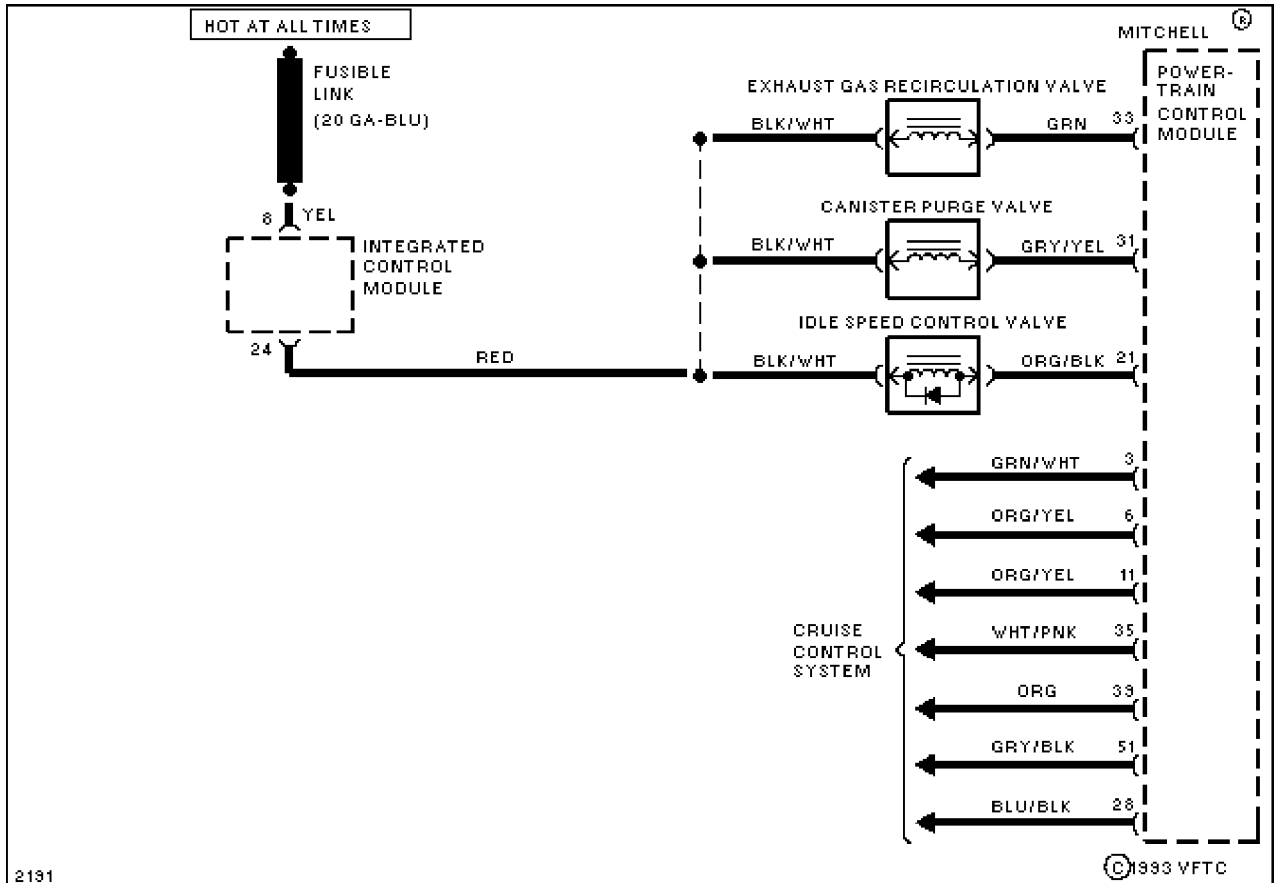 HOT AT ALL TIMES
FUSIBLE
LINK
(20 GA-BLU)
8
YEL
INTEGRATED
CONTROL
MODULE
24
RED
MITCHELL ®
POWER-
TRAIN
CONTROL
MODULE
EXHAUST GAS RECIRCULATION VALVE
BLK/WHT
GRN
33
CANISTER PURGE VALVE
BLK/WHT
GRY/YEL
31
IDLE SPEED CONTROL VALVE
BLK/WHT
ORG/BLK
21
GRN/WHT
3
ORG/YEL
6
ORG/YEL
11
WHT/PNK
35
ORG
39
GRY/BLK
51
BLU/BLK
28
CRUISE
CONTROL
SYSTEM
©1993 VFTC
2191